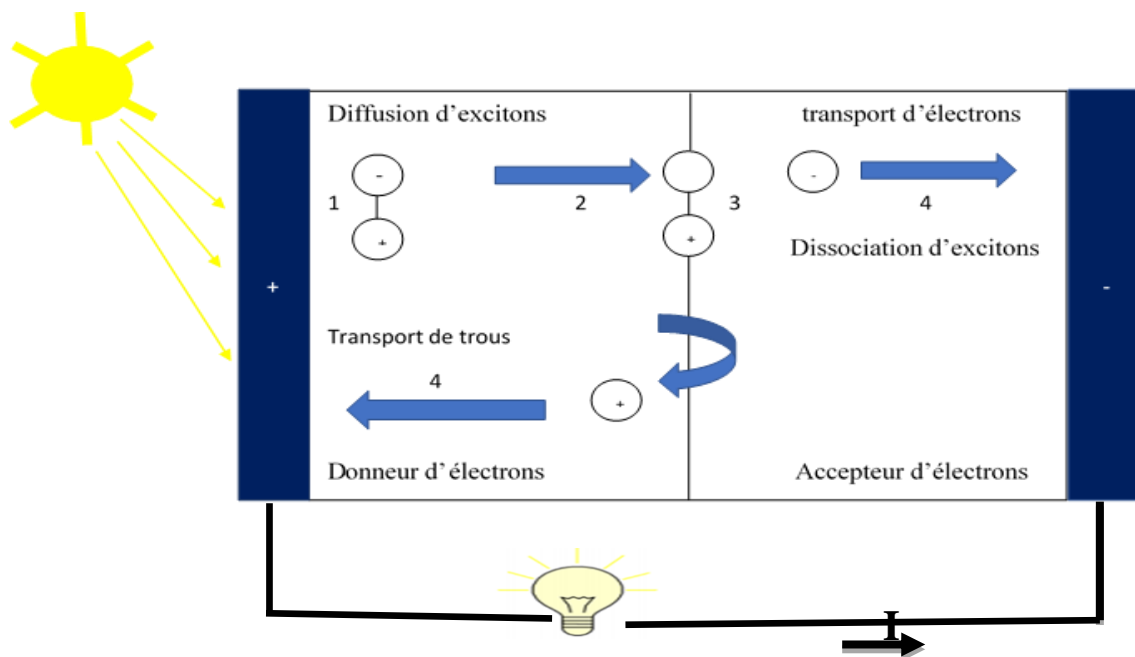 Diffusion d'excitons
transport d'électrons
-
-
1
2
3
4
+
+
Dissociation d'excitons
+
-
Transport de trous
4
+
Donneur d'électrons
Accepteur d'électrons
I